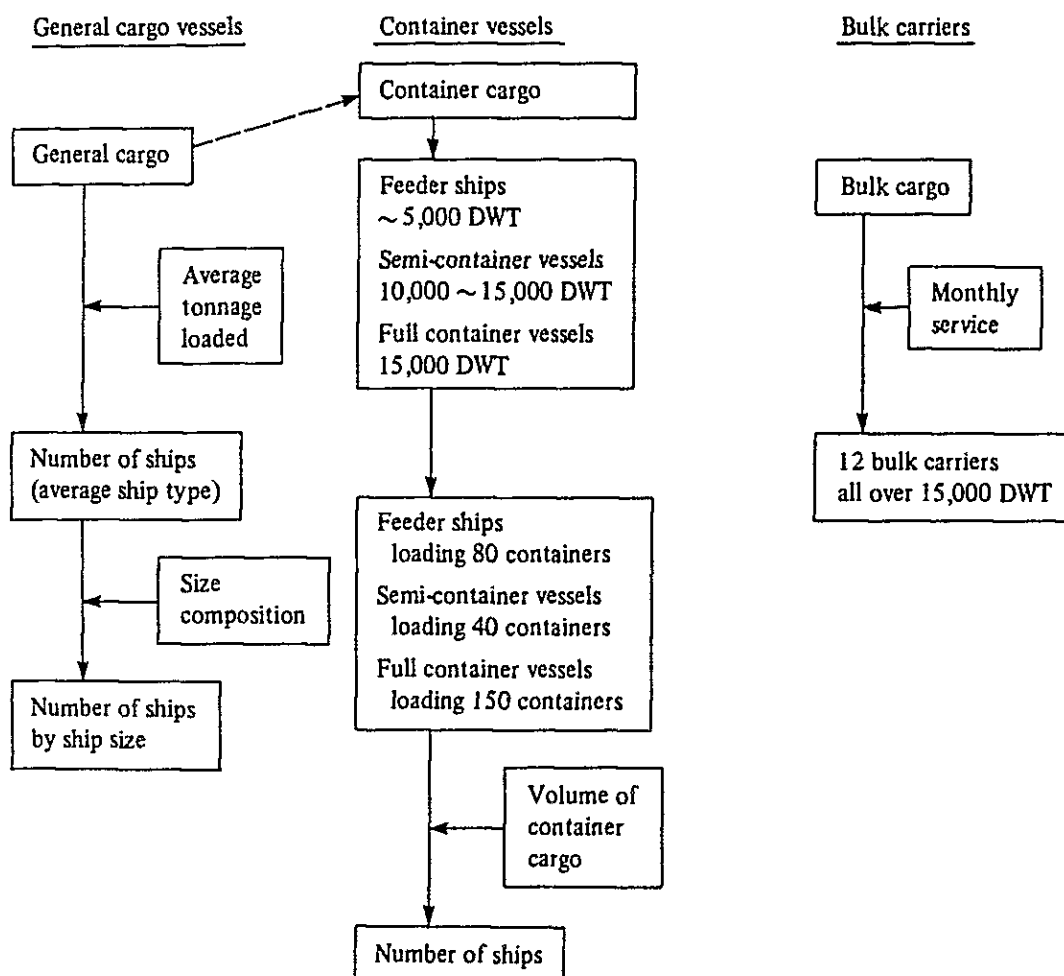 General cargo vessels
General cargo
Average
tonnage
loaded
Number of ships
(average ship type)
Size
composition
Number of ships
by ship size
Container vessels
Container cargo
Feeder ships
~ 5,000 DWT
Semi-container vessels
10,000 ~ 15,000 DWT
Full container vessels
15,000 DWT
Feeder ships
loading 80 containers
Semi-container vessels
loading 40 containers
Full container vessels
loading 150 containers
Volume of
container
cargo
Number of ships
Bulk carriers
Bulk cargo
Monthly
service
12 bulk carriers
all over 15,000 DWT